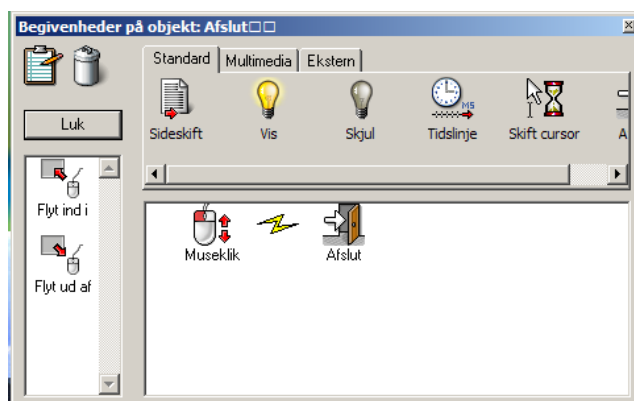 Begivenheder på objekt: Afslut□□
Standard Multimedia Ekstern
Luk
Sideskift Vis Skjul Tidslinje Skift cursor A
MS
Flyt ind i
Flyt ud af
Museklik Afslut